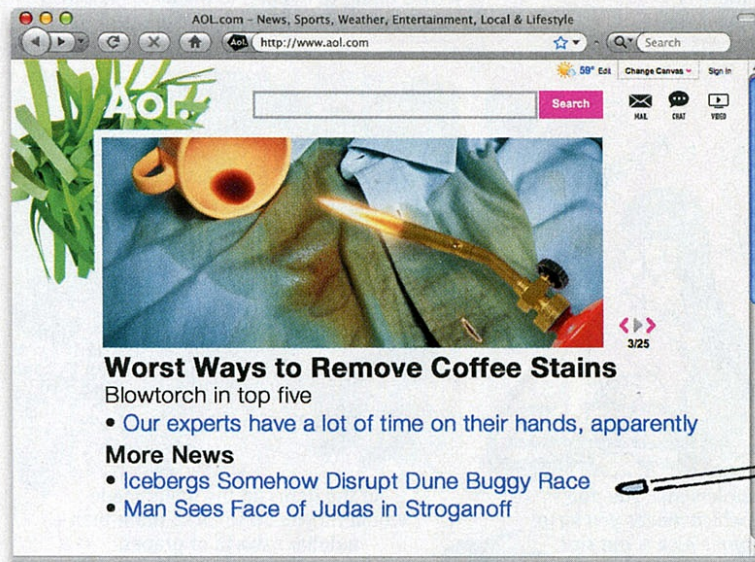 AOL.com – News, Sports, Weather, Entertainment, Local & Lifestyle
Aol. http://www.aol.com Search
59° Edit Change Canvas Sign in
Aol. Search
MAIL CHAT VIDEO
3/25
Worst Ways to Remove Coffee Stains
Blowtorch in top five
• Our experts have a lot of time on their hands, apparently
More News
• Icebergs Somehow Disrupt Dune Buggy Race
• Man Sees Face of Judas in Stroganoff